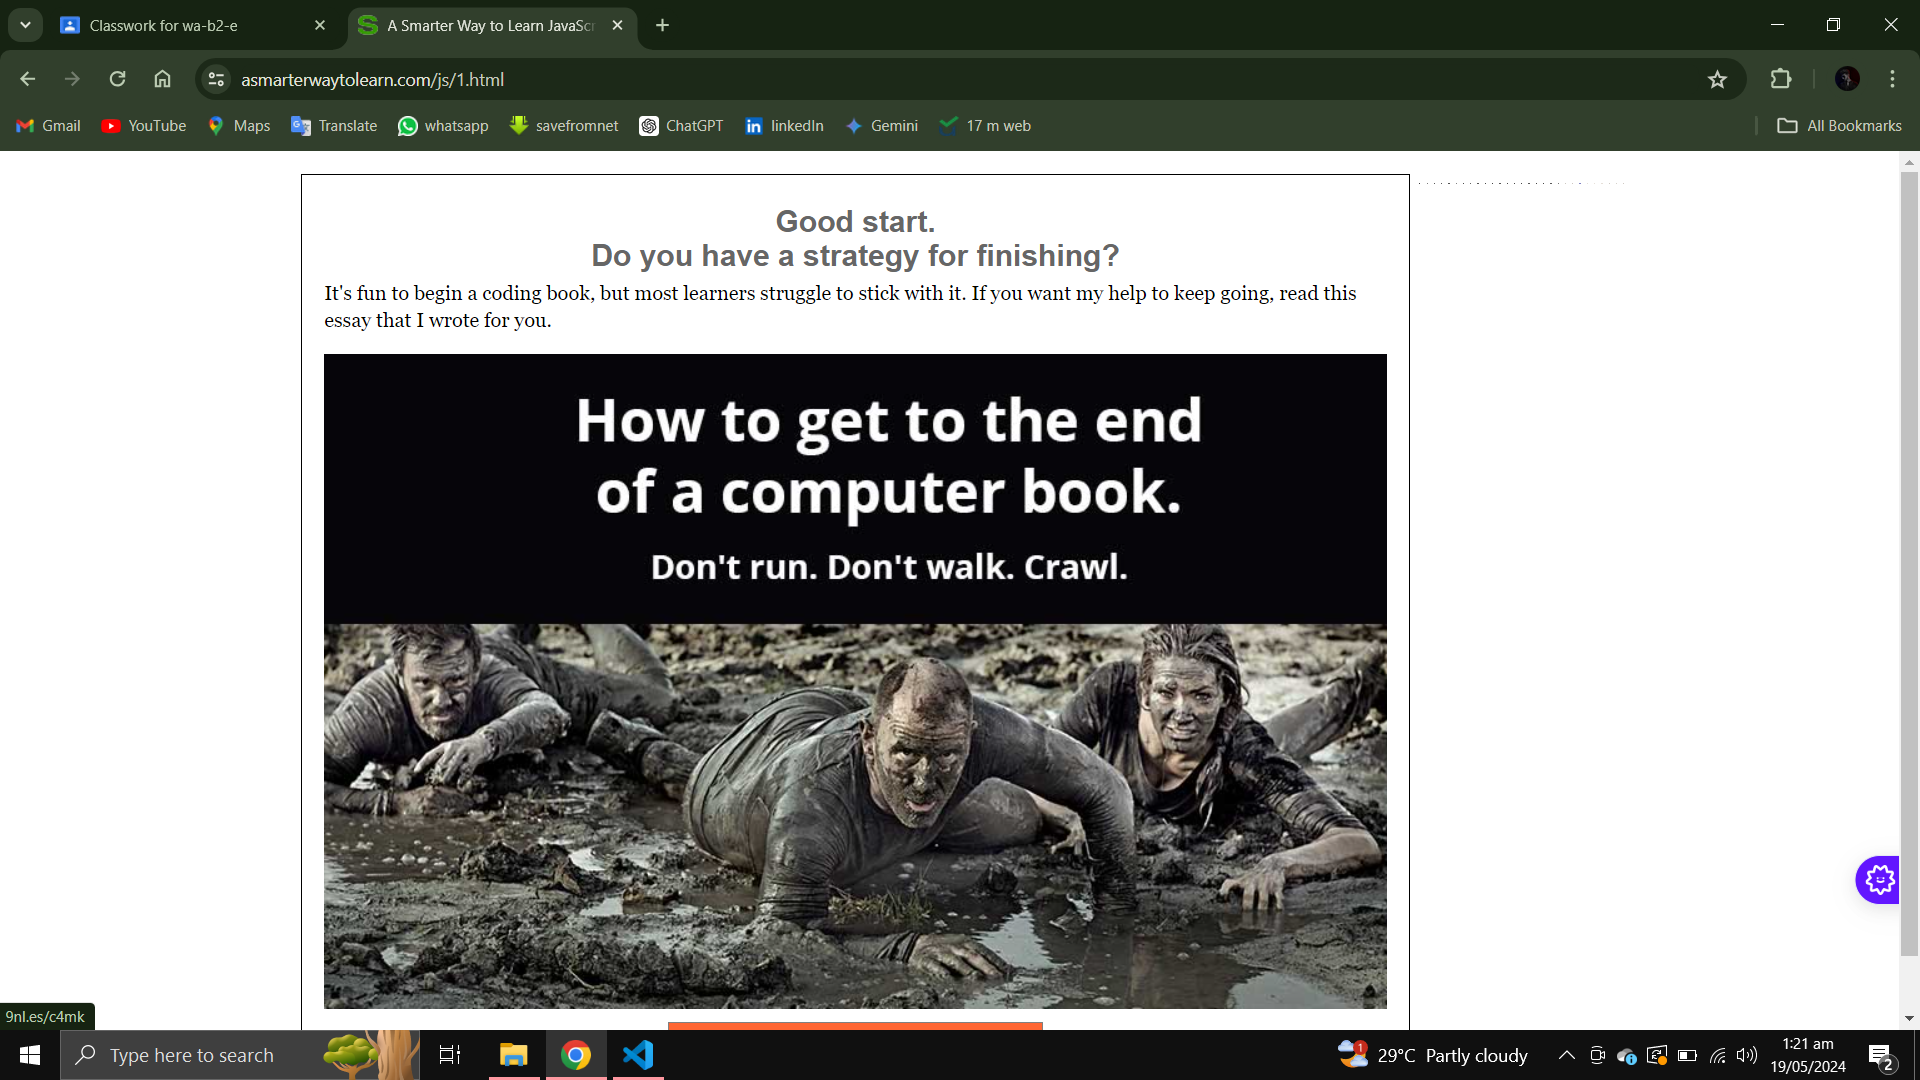 Classwork for wa-b2-e
A Smarter Way to Learn JavaScr
asmarterwaytolearn.com/js/1.html
Gmail YouTube Maps Translate whatsapp savefromnet ChatGPT linkedIn Gemini 17 m web All Bookmarks
Good start.
Do you have a strategy for finishing?
It's fun to begin a coding book, but most learners struggle to stick with it. If you want my help to keep going, read this
essay that I wrote for you.
How to get to the end
of a computer book.
Don't run. Don't walk. Crawl.
9nl.es/c4mk
Type here to search
1
29°C Partly cloudy
1:21 am
19/05/2024
2